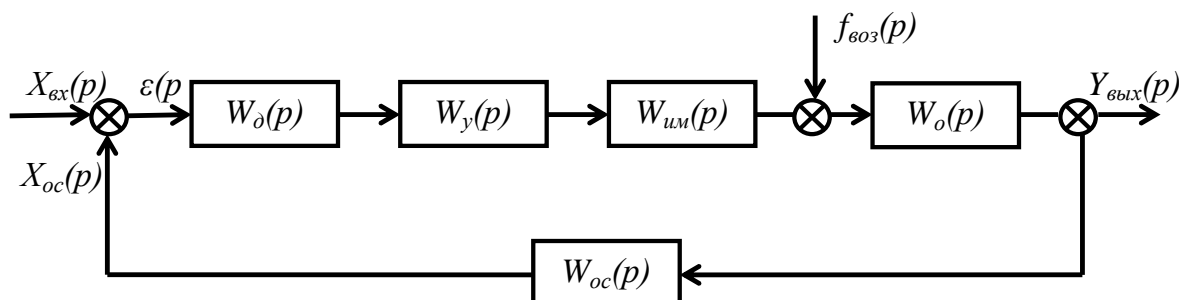 f_воз(p)
X_вх(p)
ε(p
Y_вых(p)
W_д(p)
W_у(p)
W_им(p)
W_о(p)
X_ос(p)
W_ос(p)